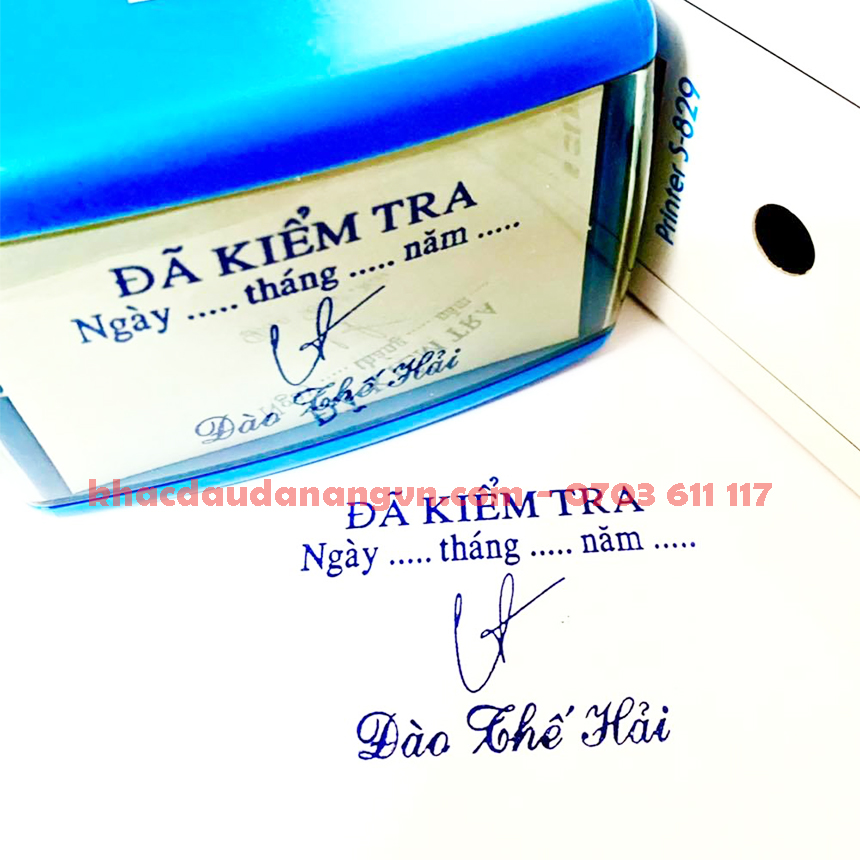 Printer S-829
ĐÃ KIỂM TRA
Ngày ..... tháng ..... năm .....
Đào Thế Hải
khacdaudanangvn.com - 0703 611 117
ĐÃ KIỂM TRA
Ngày ..... tháng ..... năm .....
Đào Thế Hải